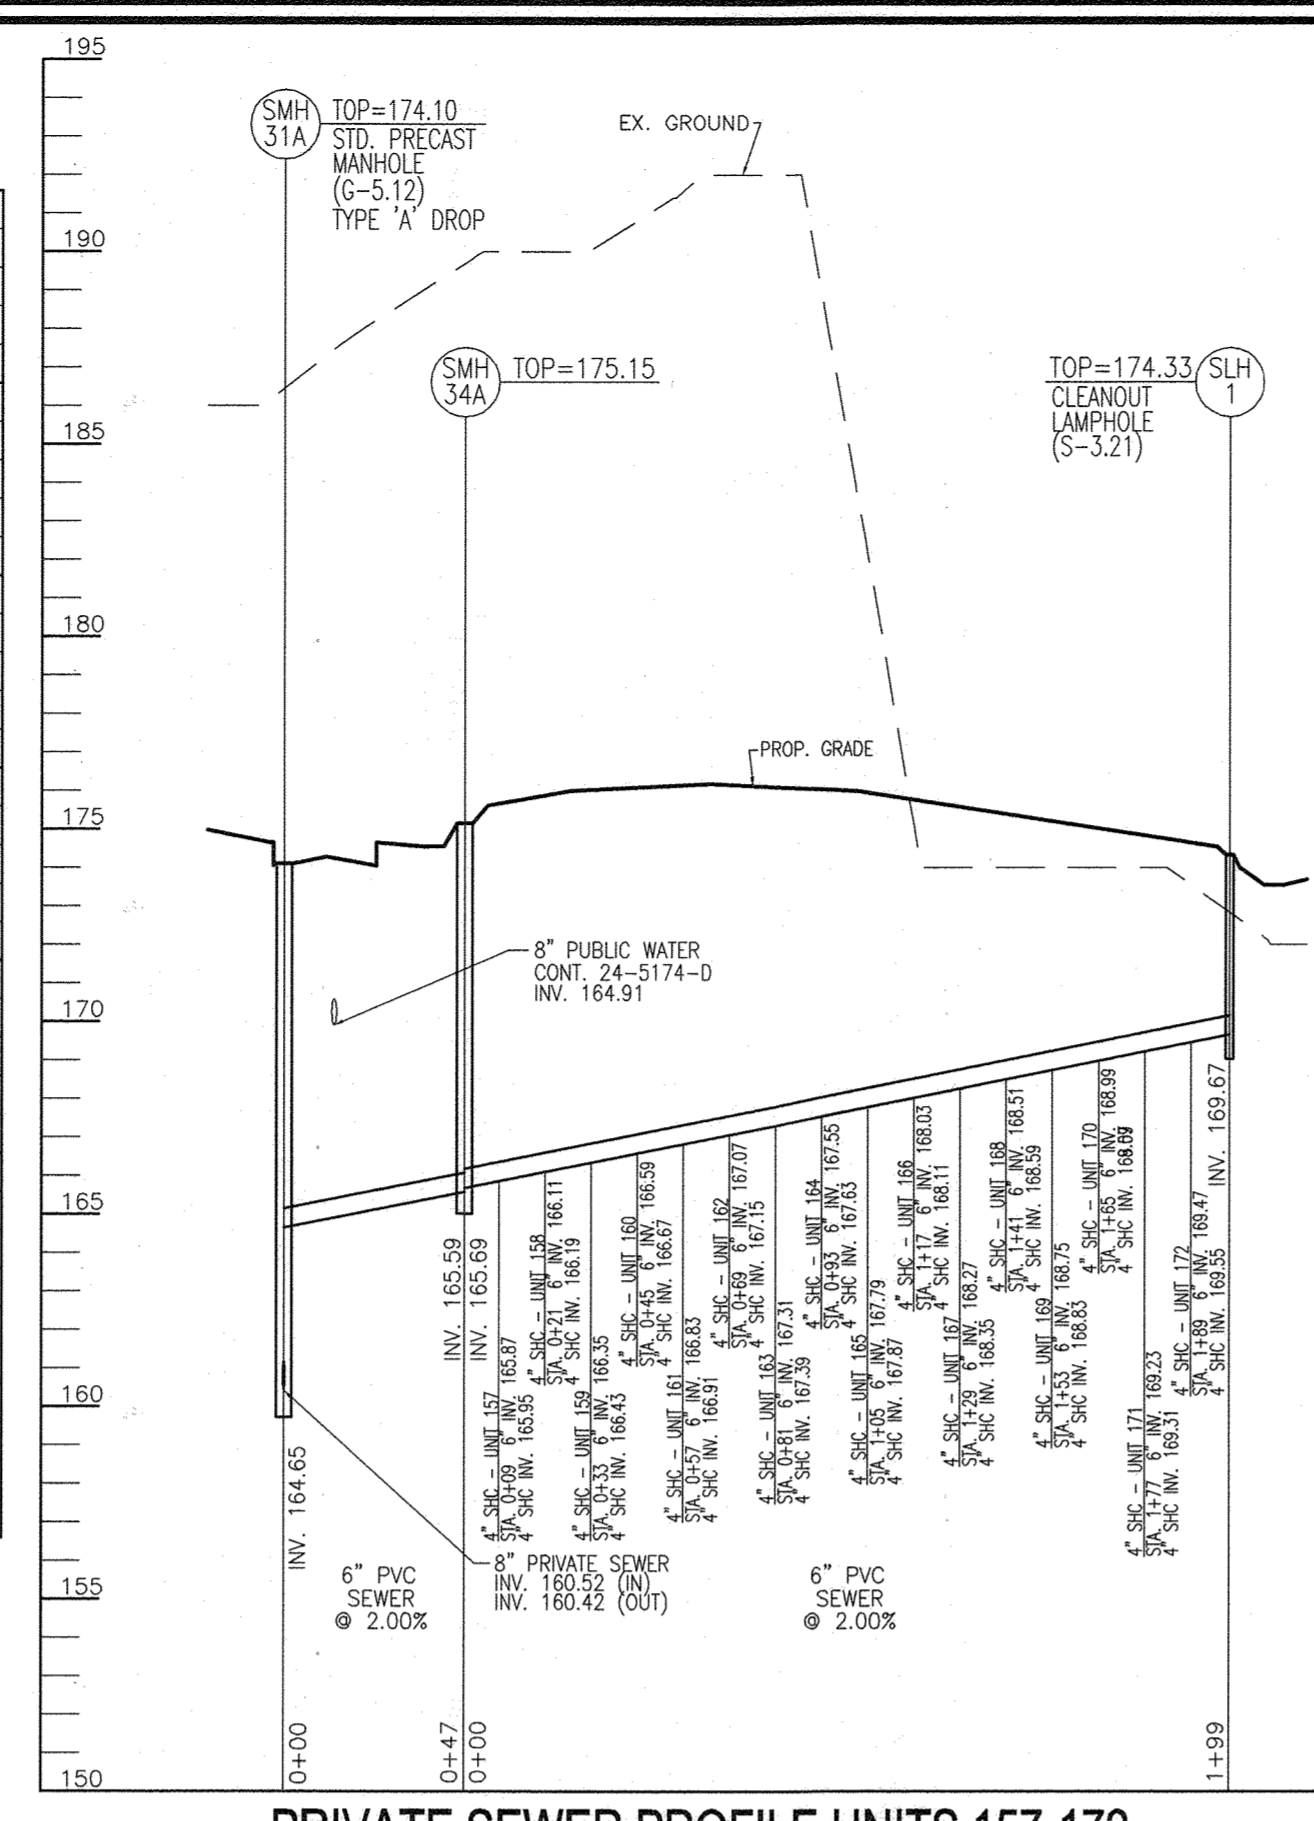 195
190
185
180
175
170
165
160
155
150
SMH
31A
TOP=174.10
STD. PRECAST
MANHOLE
(G-5.12)
TYPE 'A' DROP
EX. GROUND
SMH
34A
TOP=175.15
TOP=174.33
CLEANOUT
LAMPHOLE
(S-3.21)
SLH
1
PROP. GRADE
8" PUBLIC WATER
CONT. 24-5174-D
INV. 164.91
INV. 164.65
INV. 165.59
INV. 165.69
4" SHC - UNIT 157
STA. 0+09 6" INV. 165.87
4" SHC INV. 165.95
4" SHC - UNIT 158
STA. 0+21 6" INV. 166.11
4" SHC INV. 166.19
4" SHC - UNIT 159
STA. 0+33 6" INV. 166.35
4" SHC INV. 166.43
4" SHC - UNIT 160
STA. 0+45 6" INV. 166.59
4" SHC INV. 166.67
4" SHC - UNIT 161
STA. 0+57 6" INV. 166.83
4" SHC INV. 166.91
4" SHC - UNIT 162
STA. 0+69 6" INV. 167.07
4" SHC INV. 167.15
4" SHC - UNIT 163
STA. 0+81 6" INV. 167.31
4" SHC INV. 167.39
4" SHC - UNIT 164
STA. 0+93 6" INV. 167.55
4" SHC INV. 167.63
4" SHC - UNIT 165
STA. 1+05 6" INV. 167.79
4" SHC INV. 167.87
4" SHC - UNIT 166
STA. 1+17 6" INV. 168.03
4" SHC INV. 168.11
4" SHC - UNIT 167
STA. 1+29 6" INV. 168.27
4" SHC INV. 168.35
4" SHC - UNIT 168
STA. 1+41 6" INV. 168.51
4" SHC INV. 168.59
4" SHC - UNIT 169
STA. 1+53 6" INV. 168.75
4" SHC INV. 168.83
4" SHC - UNIT 170
STA. 1+65 6" INV. 168.99
4" SHC INV.
4" SHC - UNIT 171
STA. 1+77 6" INV. 169.23
4" SHC INV. 169.31
4" SHC - UNIT 172
STA. 1+89 6" INV. 169.47
4" SHC INV. 169.55
INV. 169.67
8" PRIVATE SEWER
INV. 160.52 (IN)
INV. 160.42 (OUT)
6" PVC
SEWER
@ 2.00%
6" PVC
SEWER
@ 2.00%
0+00
0+47
0+00
1+99
PRIVATE SEWER PROFILE UNITS 157-172